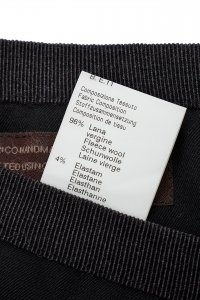 Composizione Tessuto
Fabric Composition
Stoffzusammensetzung
Composition de tissu
96% Lana
vergine
Fleece wool
Schurwolle
Laine vierge
4% Elastam
Elastane
Elasthan
Elasthanne